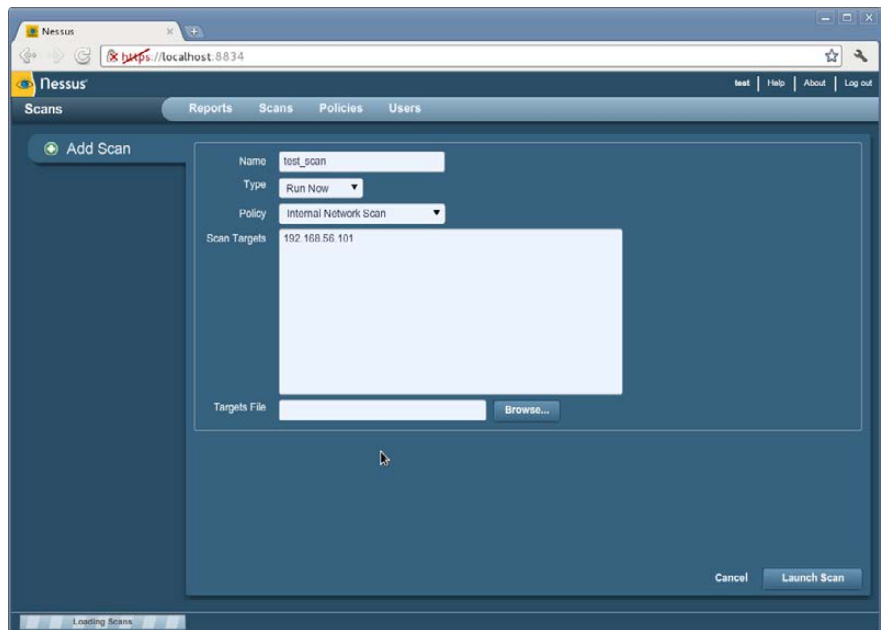 Nessus
https://localhost:8834
Nessus
test | Help | About | Log out
Scans
Reports Scans Policies Users
Add Scan
Name test_scan
Type Run Now
Policy Internal Network Scan
Scan Targets 192.168.56.101
Targets File Browse...
Cancel Launch Scan
Loading Scans